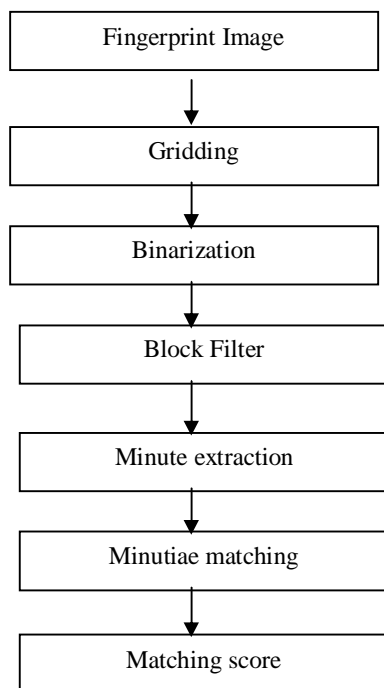 Fingerprint Image
Gridding
Binarization
Block Filter
Minute extraction
Minutiae matching
Matching score